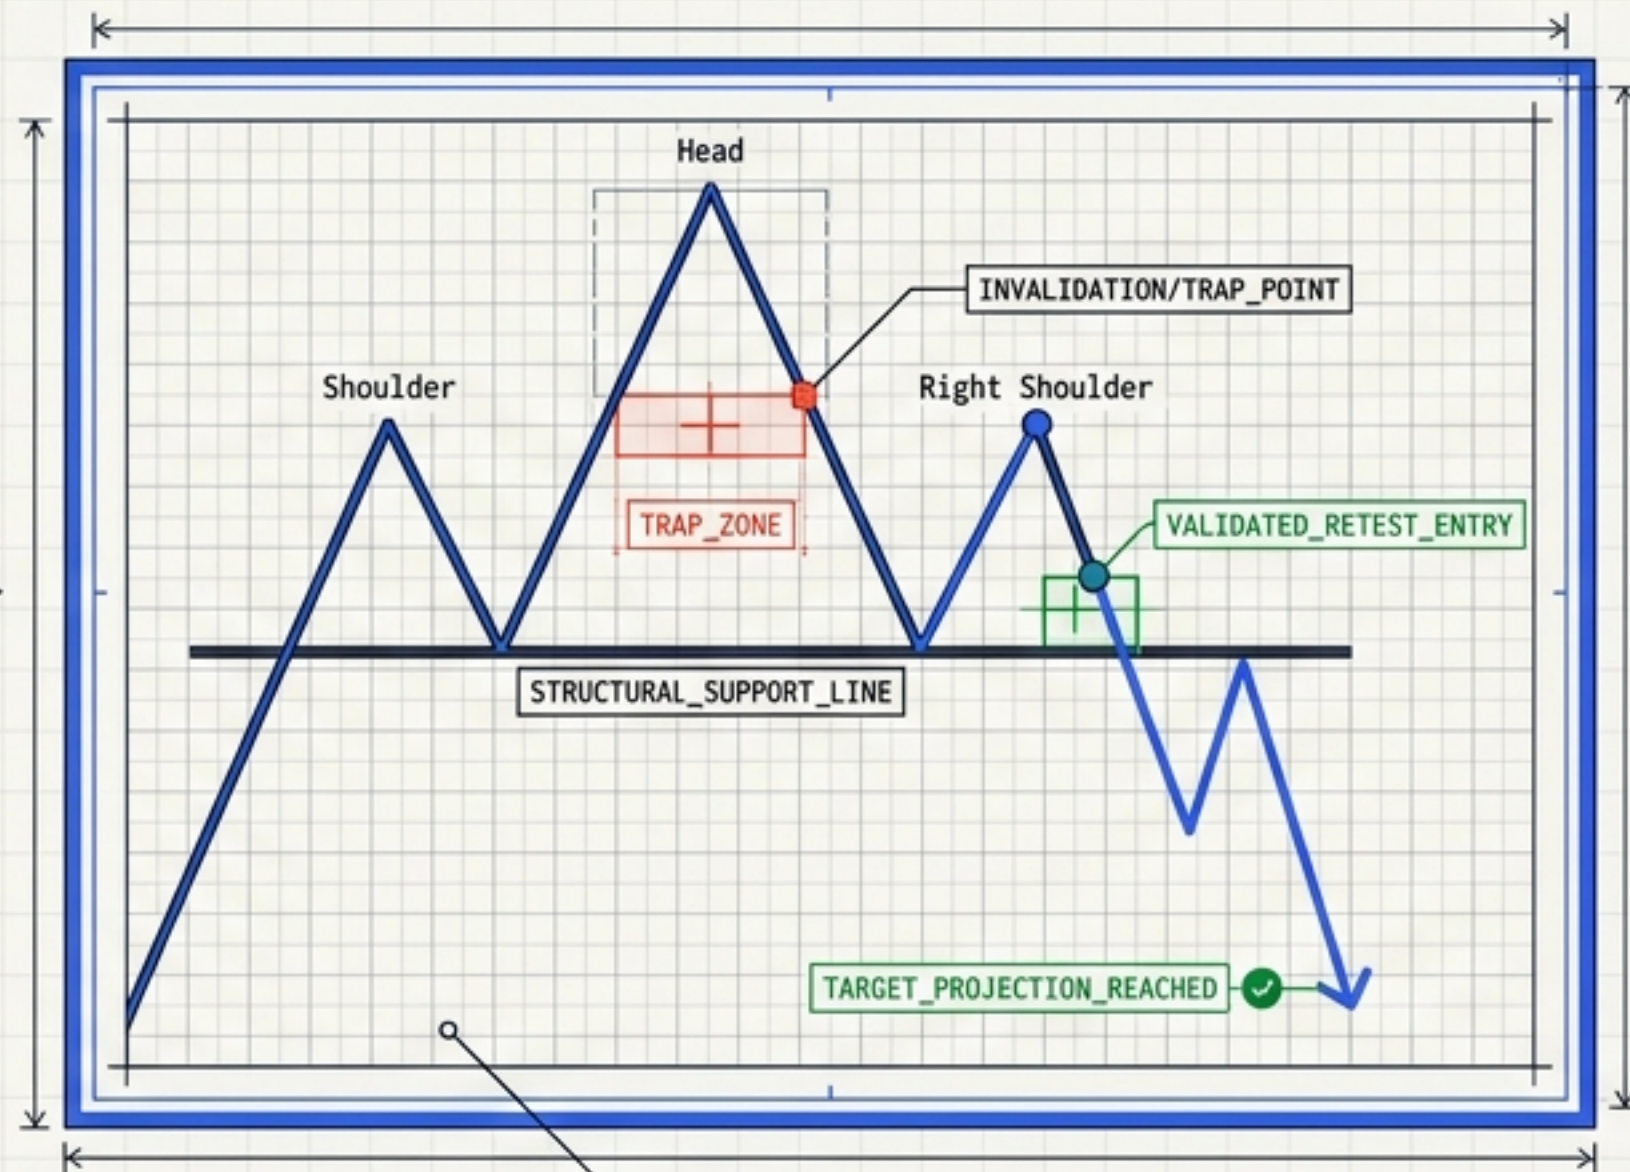 Head
INVALIDATION/TRAP_POINT
Shoulder
Right Shoulder
TRAP_ZONE
VALIDATED_RETEST_ENTRY
STRUCTURAL_SUPPORT_LINE
TARGET_PROJECTION_REACHED